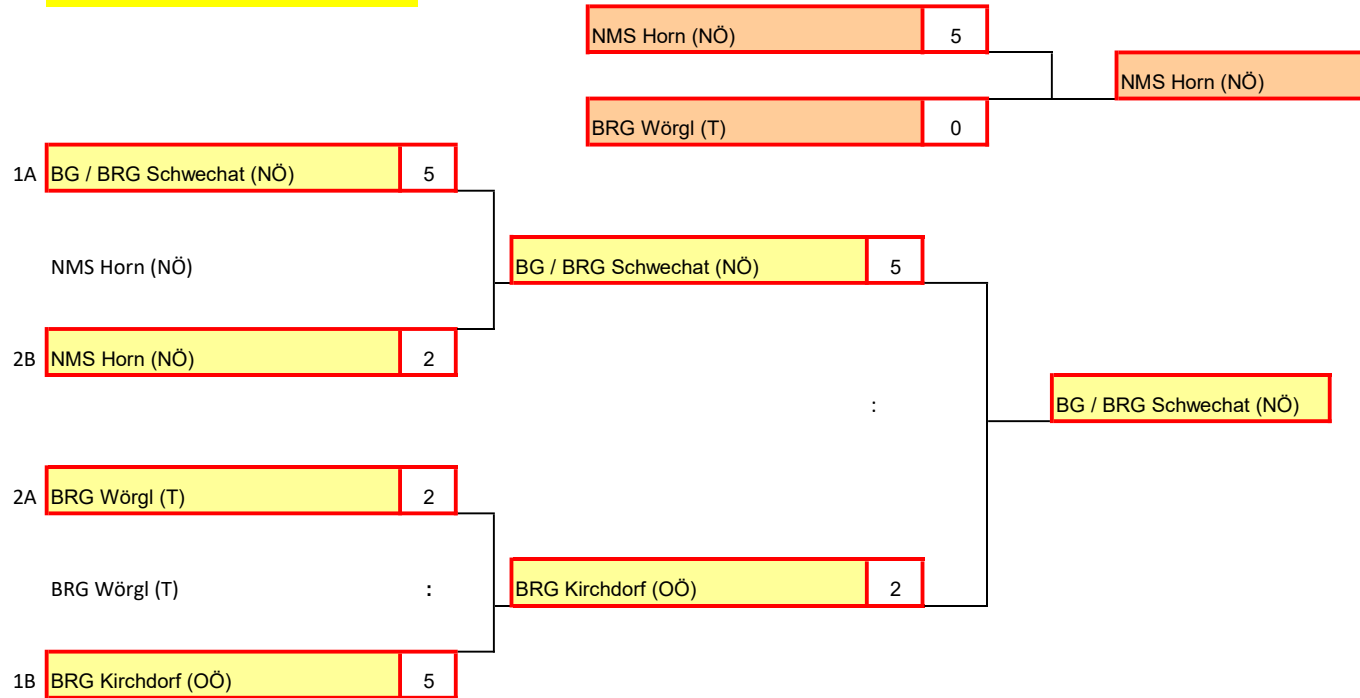 NMS Horn (NÖ) 5
NMS Horn (NÖ)
BRG Wörgl (T) 0
1A BG / BRG Schwechat (NÖ) 5
NMS Horn (NÖ)
BG / BRG Schwechat (NÖ) 5
2B NMS Horn (NÖ) 2
:
BG / BRG Schwechat (NÖ)
2A BRG Wörgl (T) 2
BRG Wörgl (T) :
BRG Kirchdorf (OÖ) 2
1B BRG Kirchdorf (OÖ) 5